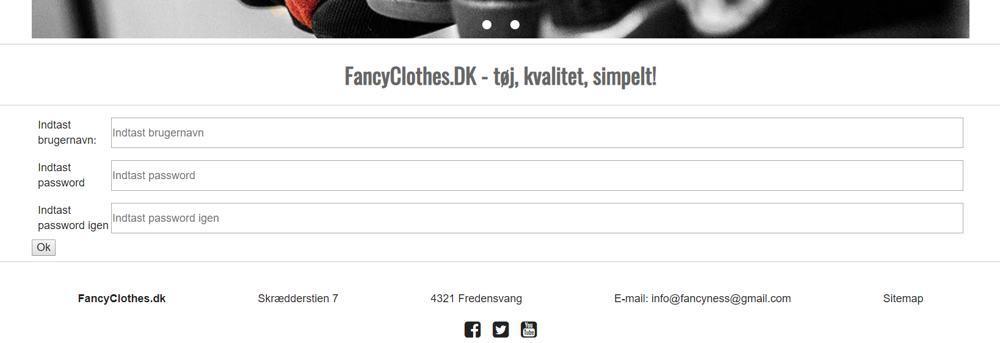 FancyClothes.DK - tøj, kvalitet, simpelt!
Indtast
brugernavn:
Indtast brugernavn
Indtast
password
Indtast password
Indtast
password igen
Indtast password igen
Ok
FancyClothes.dk Skrædderstien 7 4321 Fredensvang E-mail: info@fancyness@gmail.com Sitemap
You
Tube